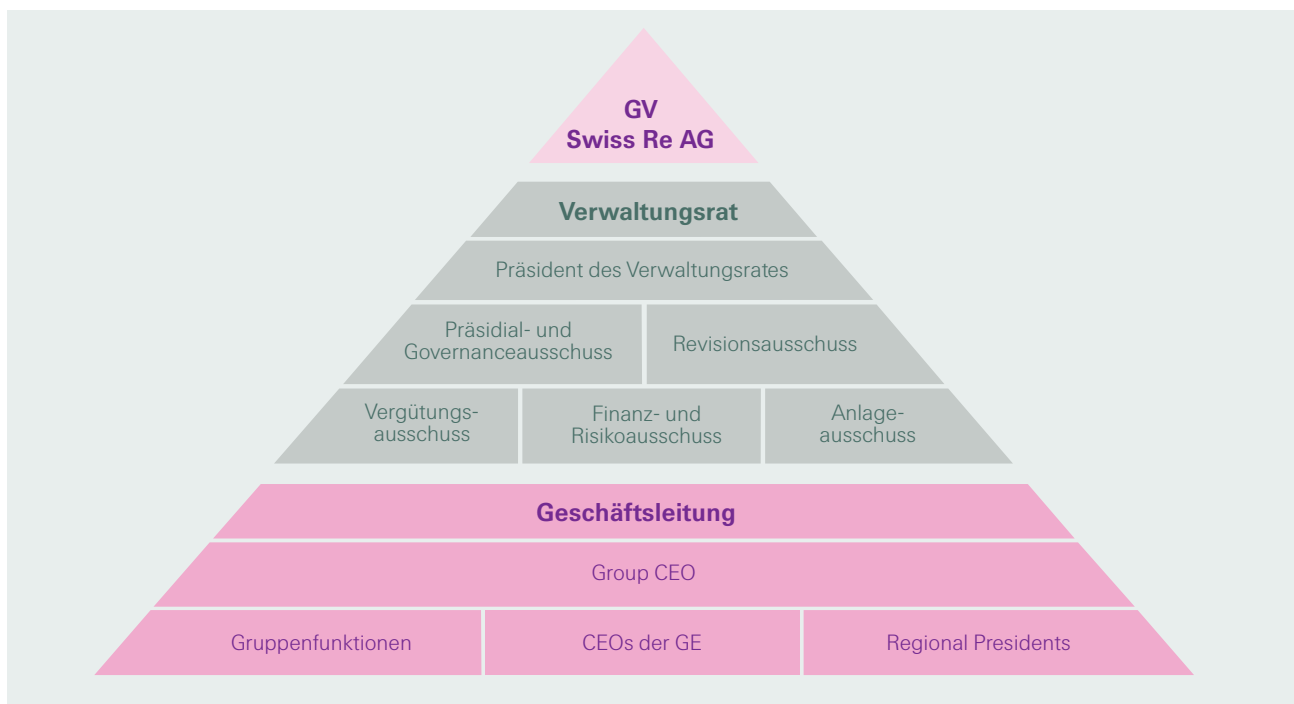 GV
Swiss Re AG
Verwaltungsrat
Präsident des Verwaltungsrates
Präsidial- und
Governanceausschuss
Revisionsausschuss
Vergütungs-
ausschuss
Finanz- und
Risikoausschuss
Anlage-
ausschuss
Geschäftsleitung
Group CEO
Gruppenfunktionen
CEOs der GE
Regional Presidents